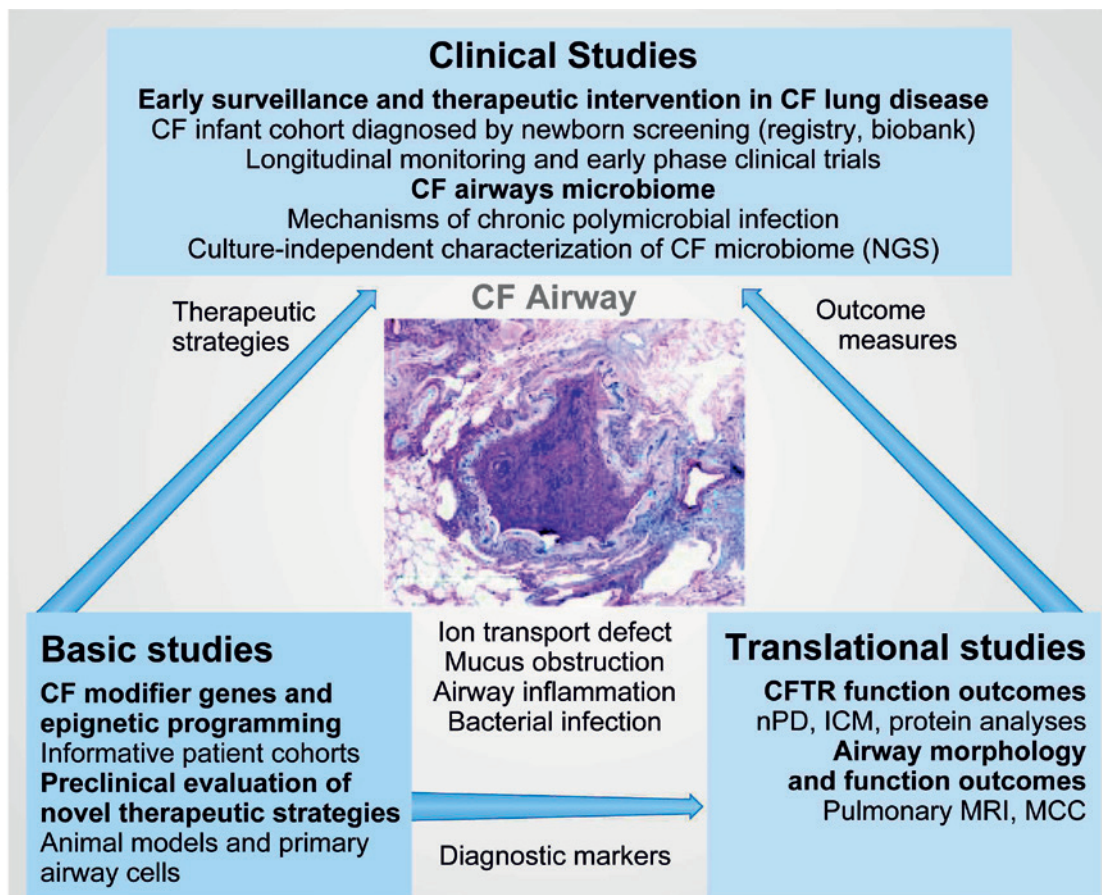 Clinical Studies
Early surveillance and therapeutic intervention in CF lung disease
CF infant cohort diagnosed by newborn screening (registry, biobank)
Longitudinal monitoring and early phase clinical trials
CF airways microbiome
Mechanisms of chronic polymicrobial infection
Culture-independent characterization of CF microbiome (NGS)
Therapeutic
strategies
CF Airway
Outcome
measures
Ion transport defect
Mucus obstruction
Airway inflammation
Bacterial infection
Basic studies
CF modifier genes and
epignetic programming
Informative patient cohorts
Preclinical evaluation of
novel therapeutic strategies
Animal models and primary
airway cells
Diagnostic markers
Translational studies
CFTR function outcomes
nPD, ICM, protein analyses
Airway morphology
and function outcomes
Pulmonary MRI, MCC